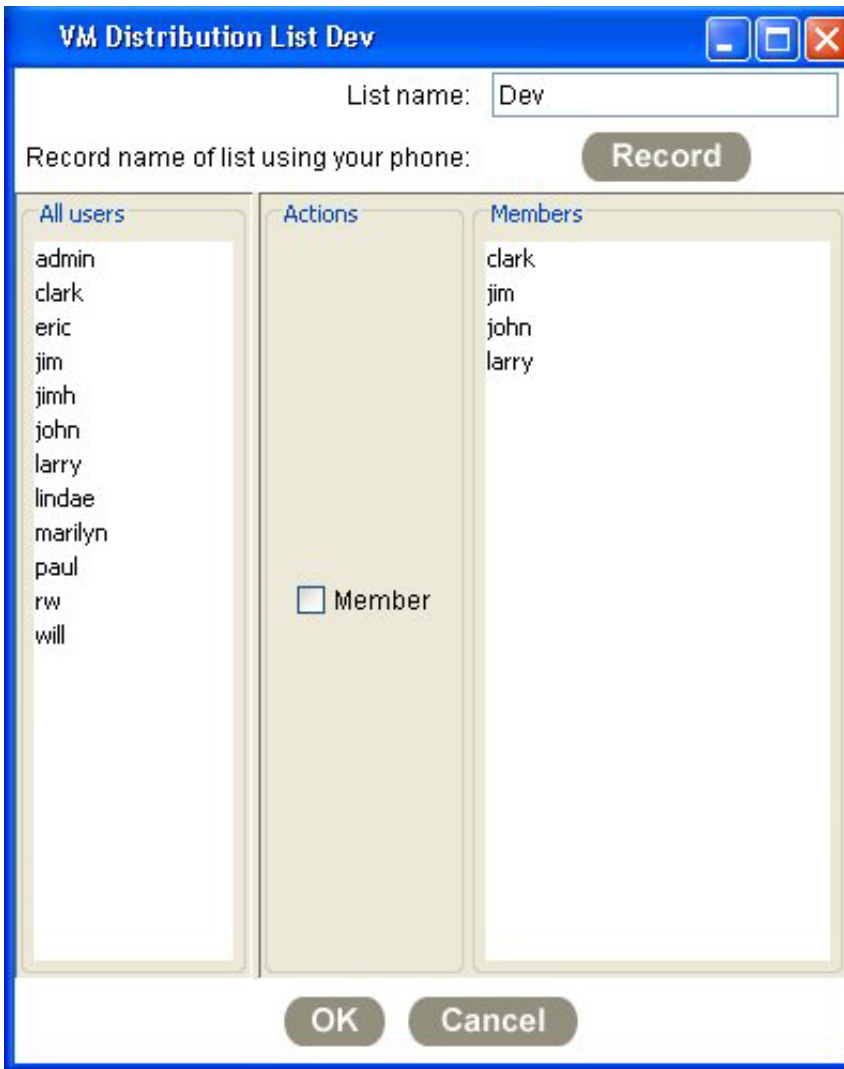 VM Distribution List Dev
List name: Dev
Record name of list using your phone: Record
All users
admin
clark
eric
jim
jimh
john
larry
lindae
marilyn
paul
rw
will
Actions
Member
Members
clark
jim
john
larry
OK Cancel